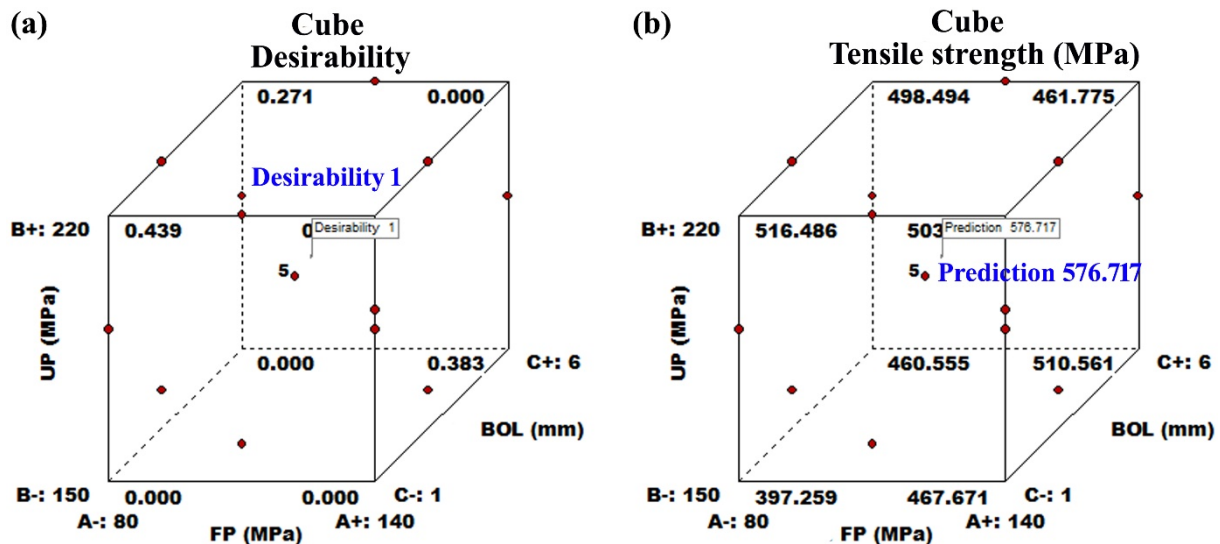 (a)
Cube
Desirability
0.271 0.000
Desirability 1
B+: 220 0.439 0 Desirability 1
5
UP (MPa)
0.000 0.383 C+: 6
BOL (mm)
B-: 150 0.000 0.000 C-: 1
A-: 80 A+: 140
FP (MPa)
(b)
Cube
Tensile strength (MPa)
498.494 461.775
B+: 220 516.486 503 Prediction 576.717
5 Prediction 576.717
UP (MPa)
460.555 510.561 C+: 6
BOL (mm)
B-: 150 397.259 467.671 C-: 1
A-: 80 A+: 140
FP (MPa)